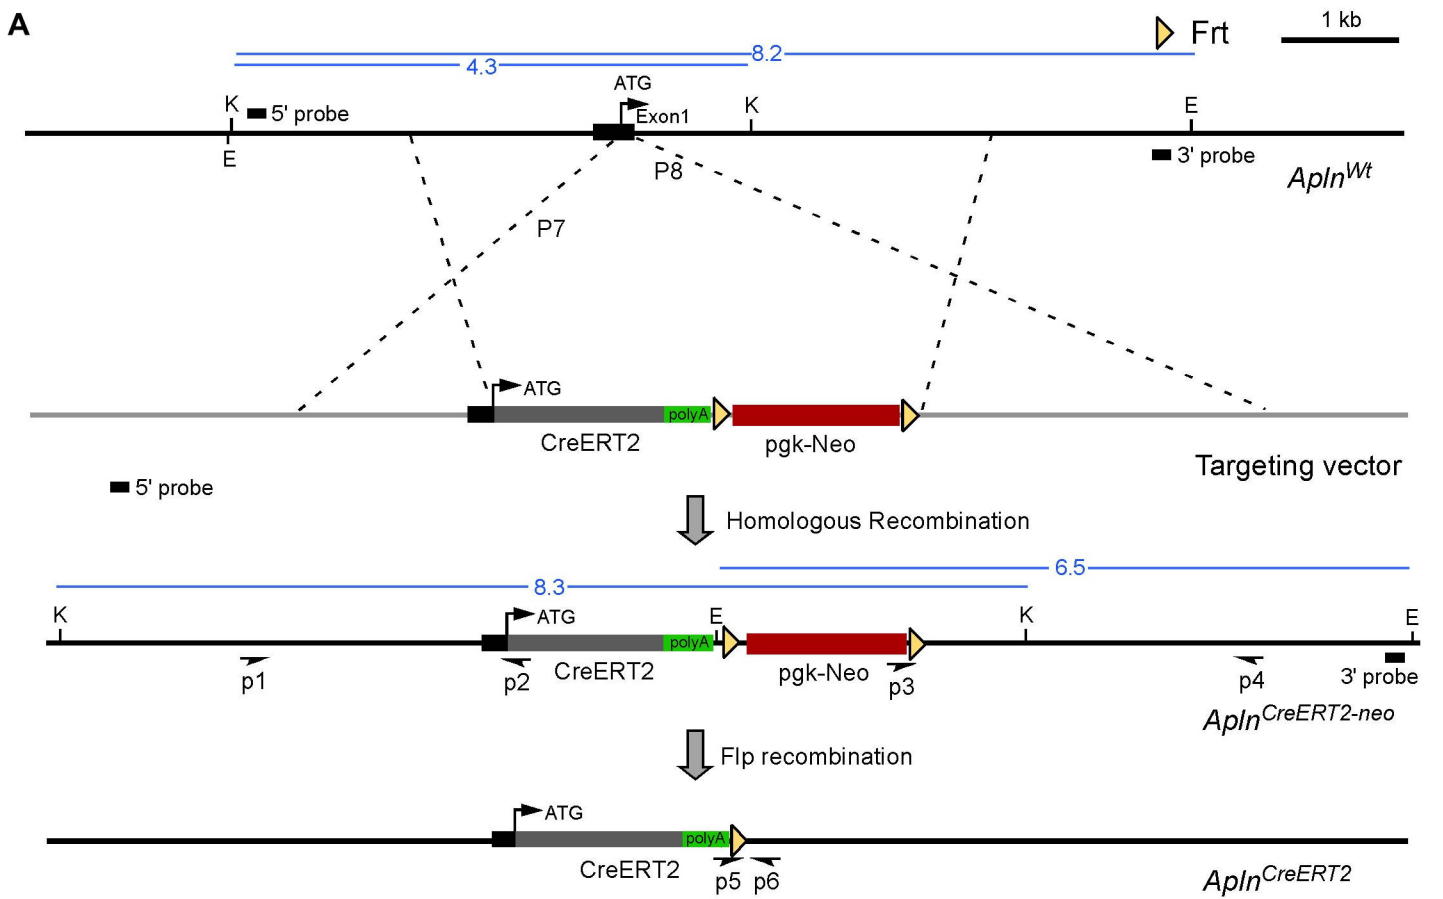 A
Frt
1 kb
8.2
4.3
ATG
K
5' probe
Exon1
K
E
E
3' probe
P8
Apln^Wt
P7
ATG
polyA
CreERT2
pgk-Neo
Targeting vector
5' probe
Homologous Recombination
6.5
8.3
K
ATG
E
K
E
polyA
CreERT2
pgk-Neo
p1
p2
p3
p4
3' probe
Apln^CreERT2-neo
Flp recombination
ATG
polyA
CreERT2
p5
p6
Apln^CreERT2